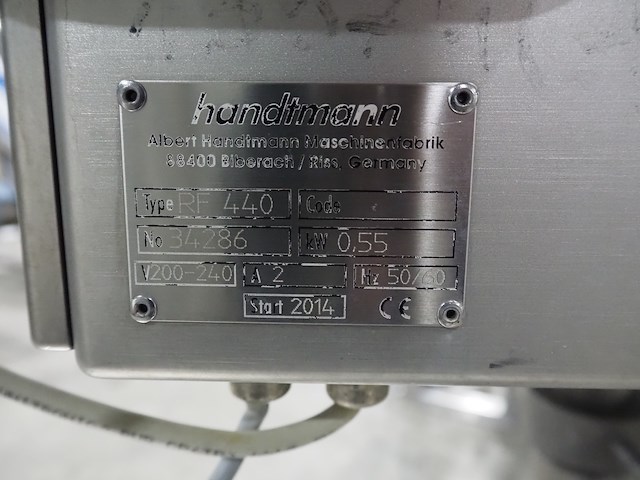 handtmann
Albert Handtmann Maschinenfabrik
88400 Biberach / Riss, Germany
Type RF 440 Code
No 34286 kW 0,55
V 200-240 A 2 Hz 50/60
Start 2014 CE